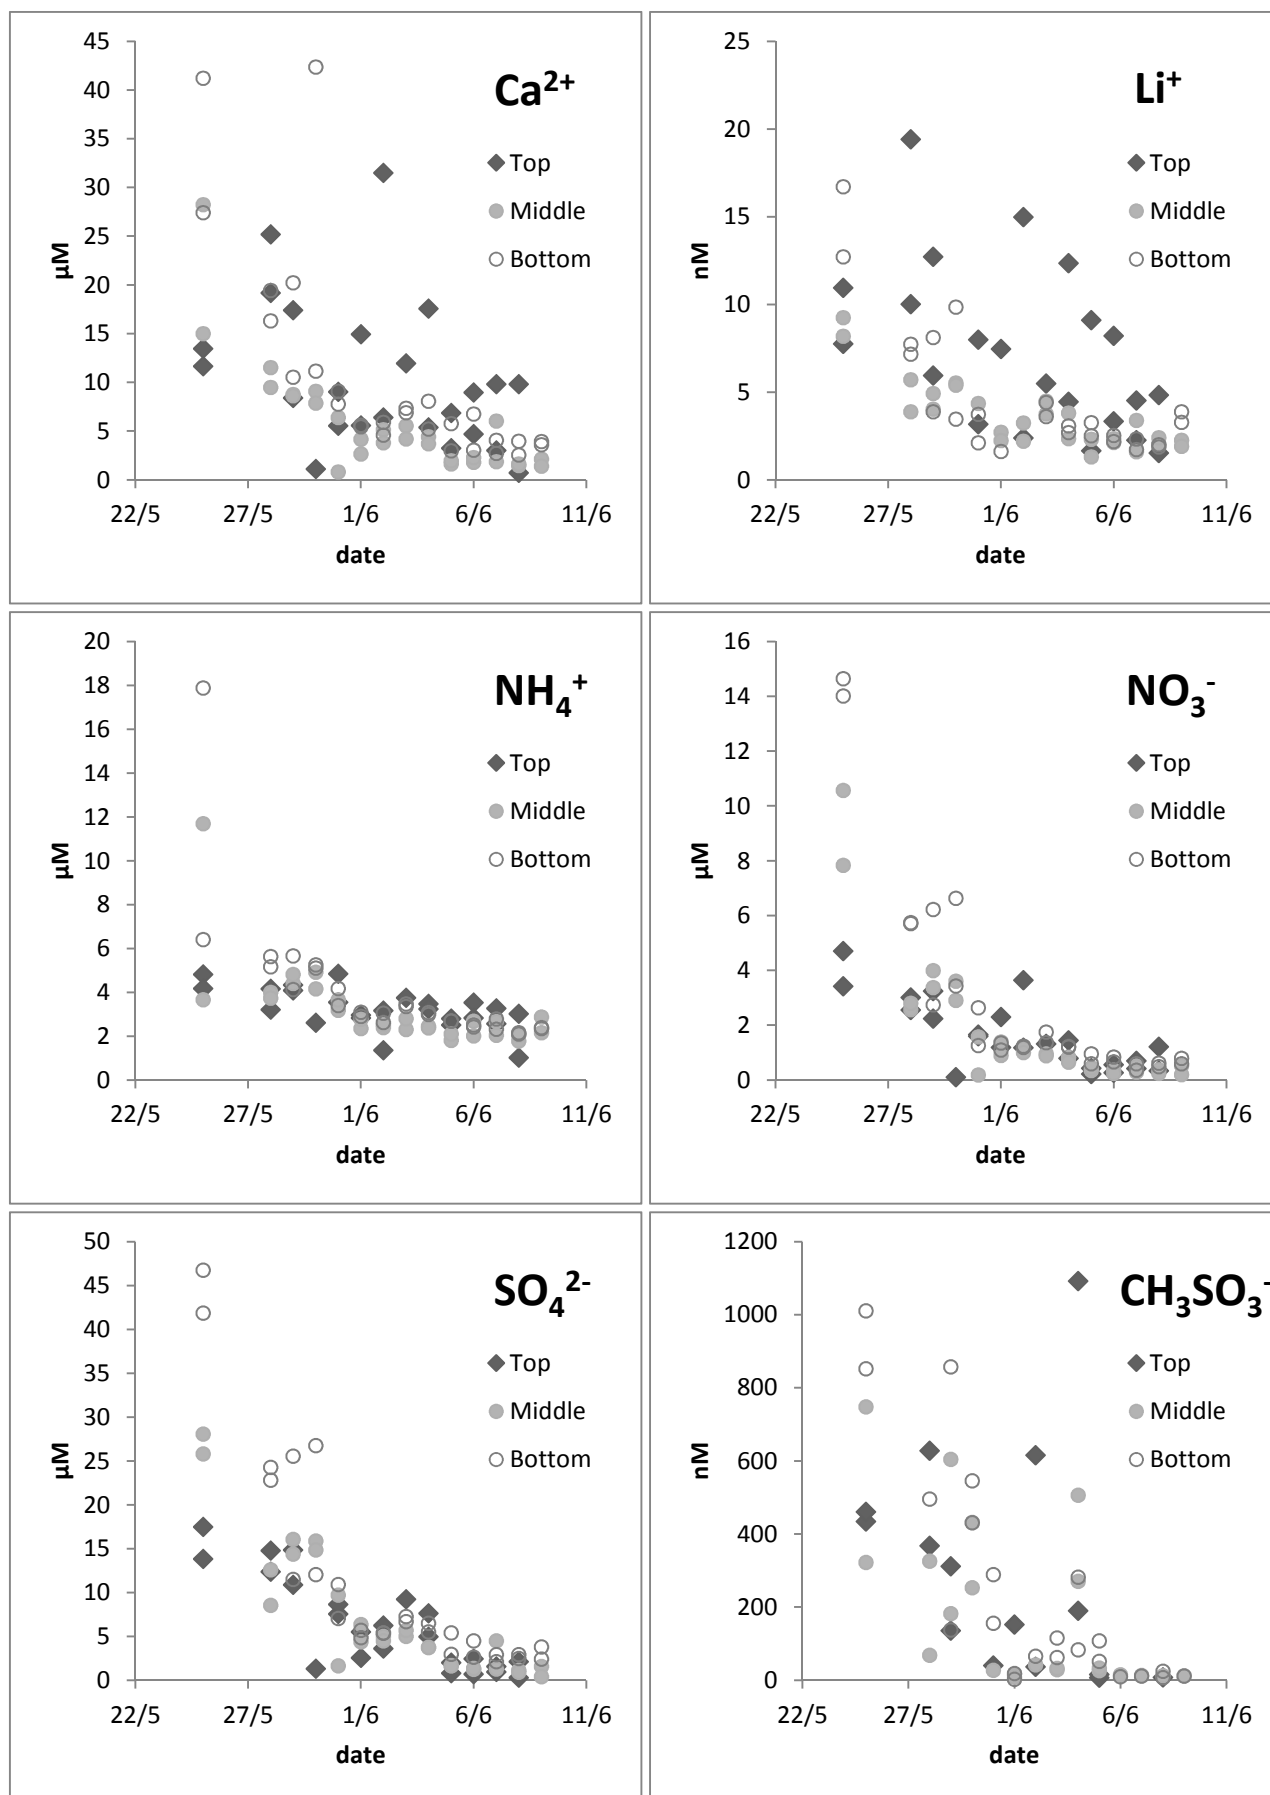 Ca²⁺
45
40
35
30
25
20
15
10
5
0
µM
Top
Middle
Bottom
22/5 27/5 1/6 6/6 11/6
date
Li⁺
25
20
15
10
5
0
nM
Top
Middle
Bottom
22/5 27/5 1/6 6/6 11/6
date
NH₄⁺
20
18
16
14
12
10
8
6
4
2
0
µM
Top
Middle
Bottom
22/5 27/5 1/6 6/6 11/6
date
NO₃⁻
16
14
12
10
8
6
4
2
0
µM
Top
Middle
Bottom
22/5 27/5 1/6 6/6 11/6
date
SO₄²⁻
50
45
40
35
30
25
20
15
10
5
0
µM
Top
Middle
Bottom
22/5 27/5 1/6 6/6 11/6
date
CH₃SO₃⁻
1200
1000
800
600
400
200
0
nM
Top
Middle
Bottom
22/5 27/5 1/6 6/6 11/6
date